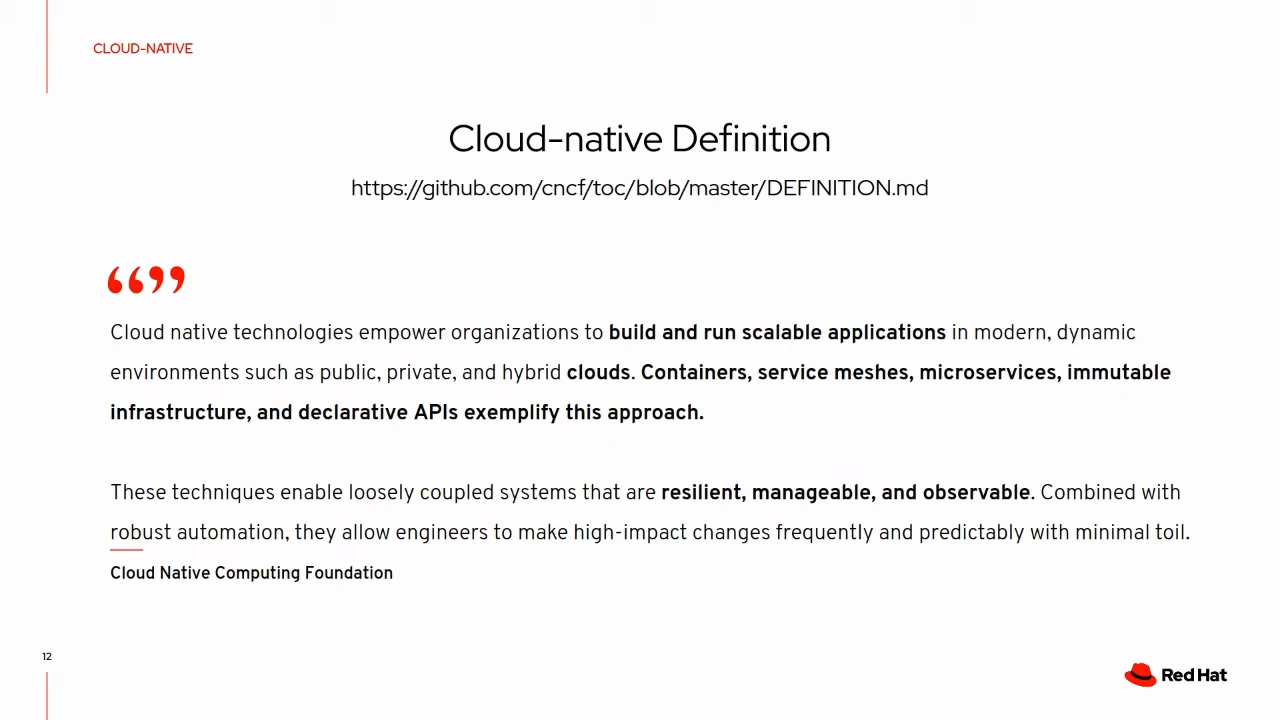 CLOUD-NATIVE
Cloud-native Definition
https://github.com/cncf/toc/blob/master/DEFINITION.md
“”
Cloud native technologies empower organizations to build and run scalable applications in modern, dynamic
environments such as public, private, and hybrid clouds. Containers, service meshes, microservices, immutable
infrastructure, and declarative APIs exemplify this approach.
These techniques enable loosely coupled systems that are resilient, manageable, and observable. Combined with
robust automation, they allow engineers to make high-impact changes frequently and predictably with minimal toil.
Cloud Native Computing Foundation
12
Red Hat